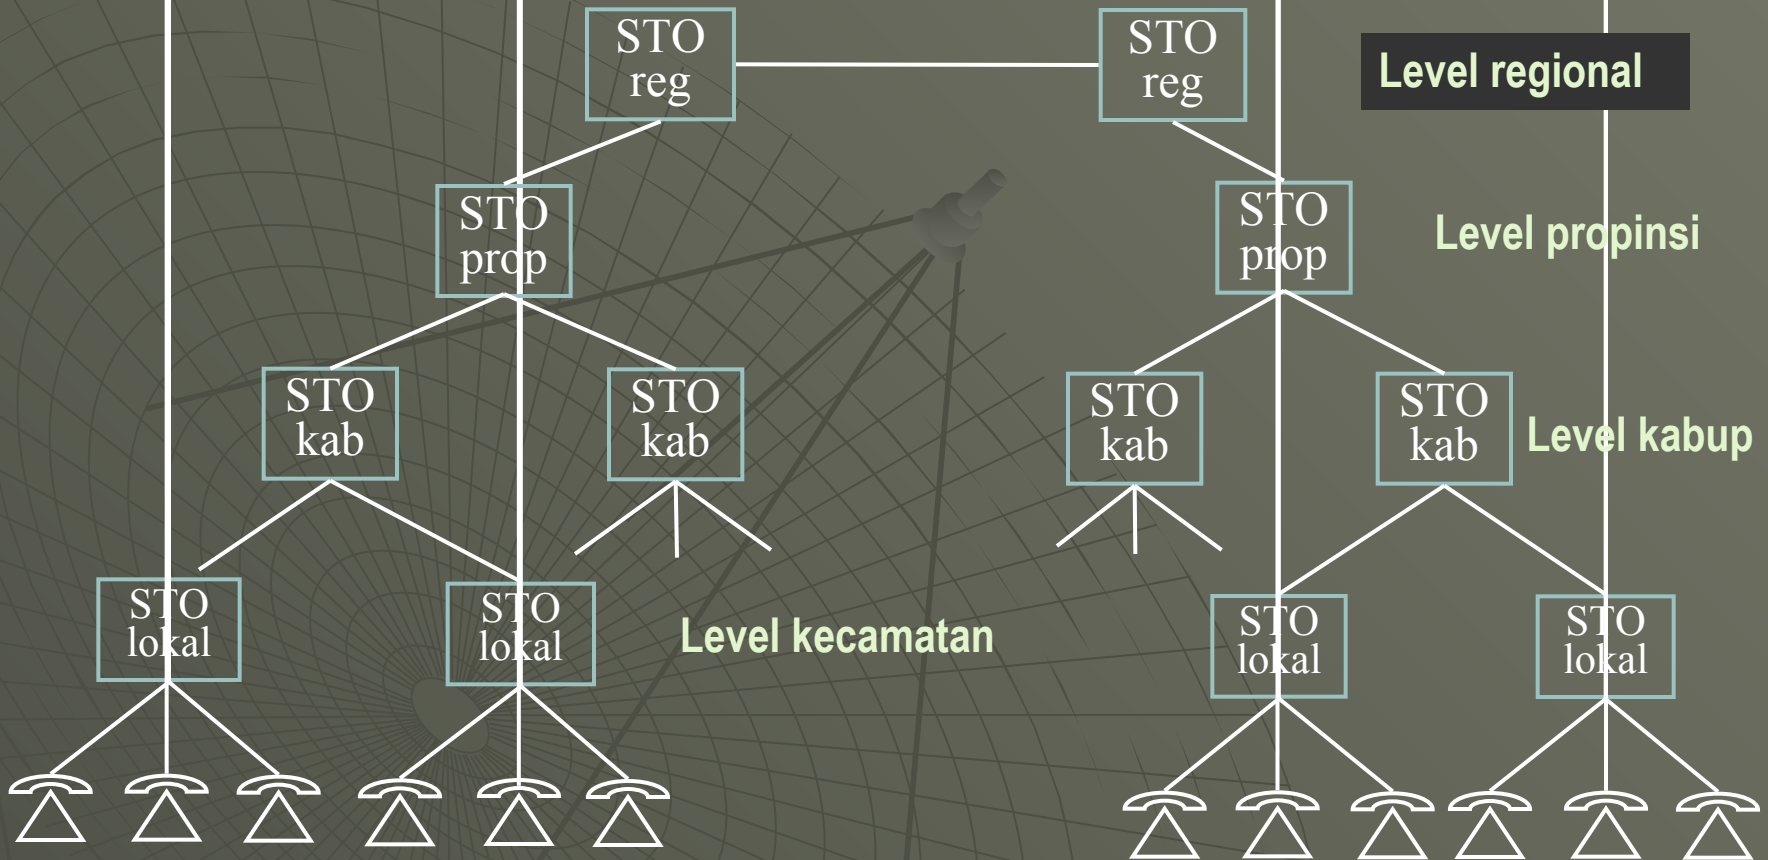 STO
reg
STO
reg
Level regional
STO
prop
STO
prop
Level propinsi
STO
kab
STO
kab
STO
kab
STO
kab
Level kabup
STO
lokal
STO
lokal
Level kecamatan
STO
lokal
STO
lokal